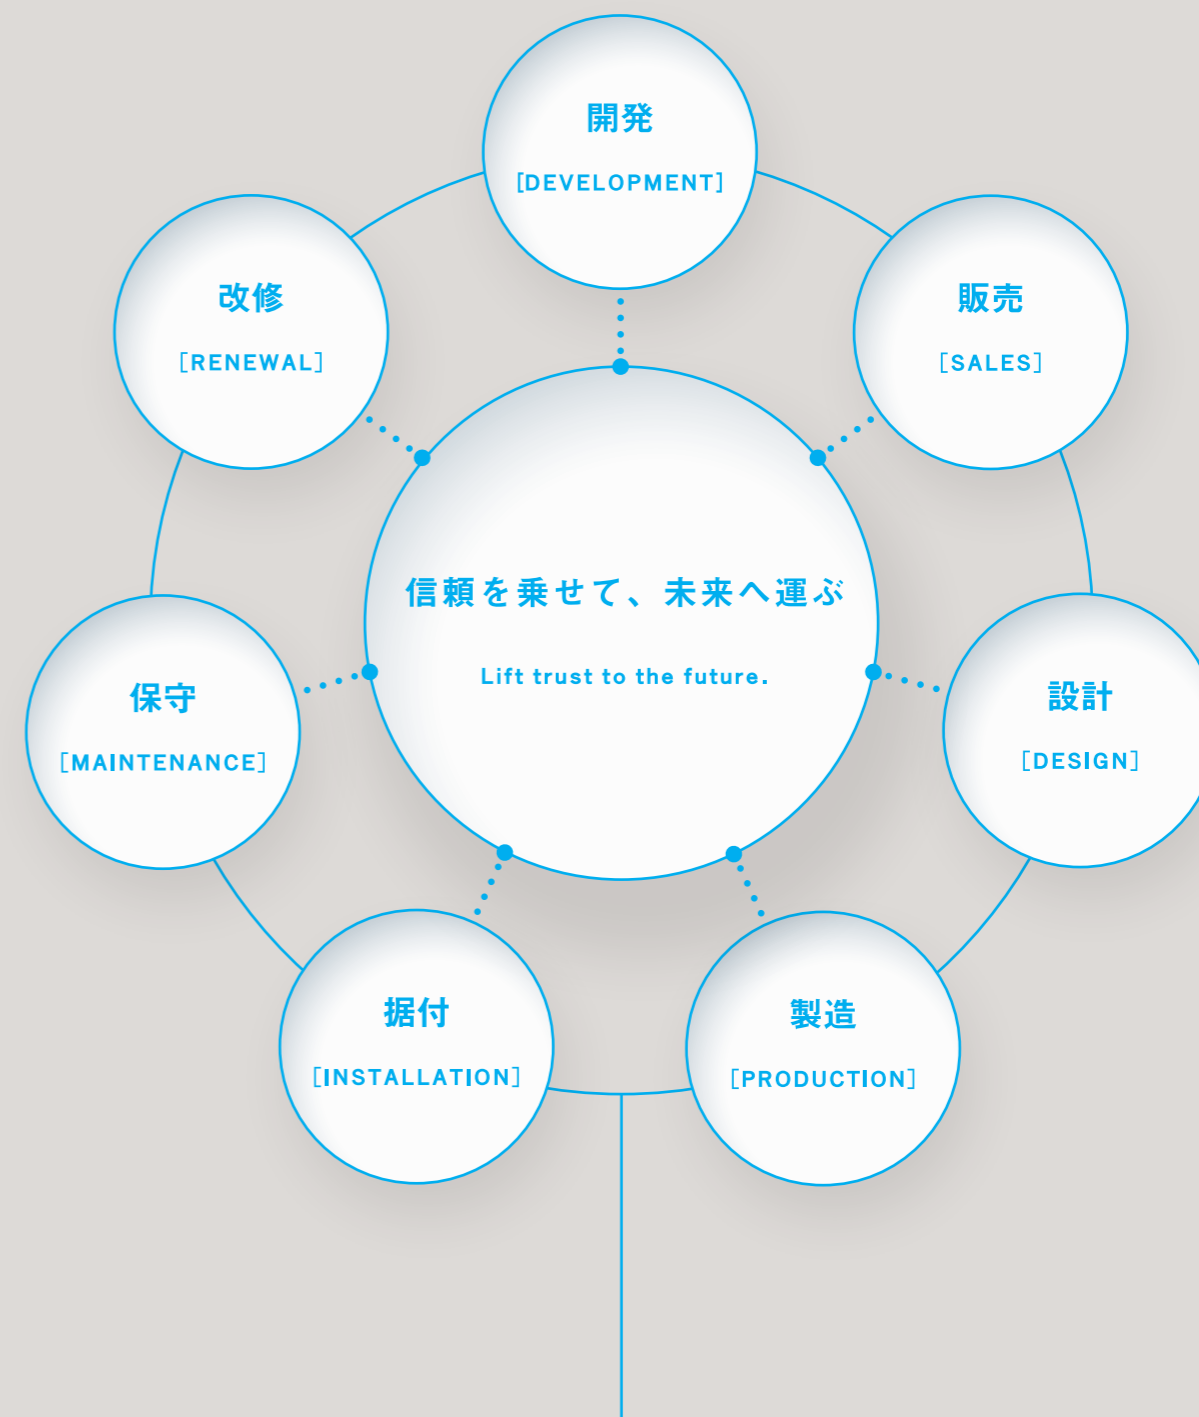 開発
[DEVELOPMENT]
販売
[SALES]
設計
[DESIGN]
製造
[PRODUCTION]
据付
[INSTALLATION]
保守
[MAINTENANCE]
改修
[RENEWAL]
信頼を乗せて、未来へ運ぶ
Lift trust to the future.